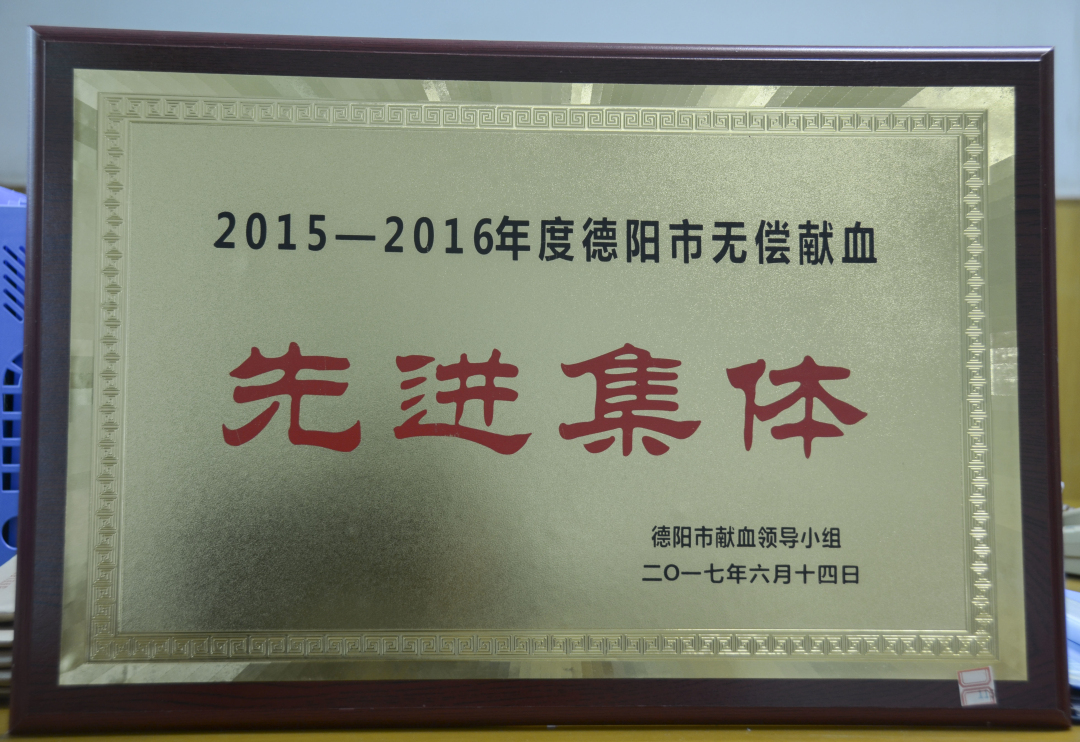 2015—2016年度德阳市无偿献血
先进集体
德阳市献血领导小组
二O一七年六月十四日